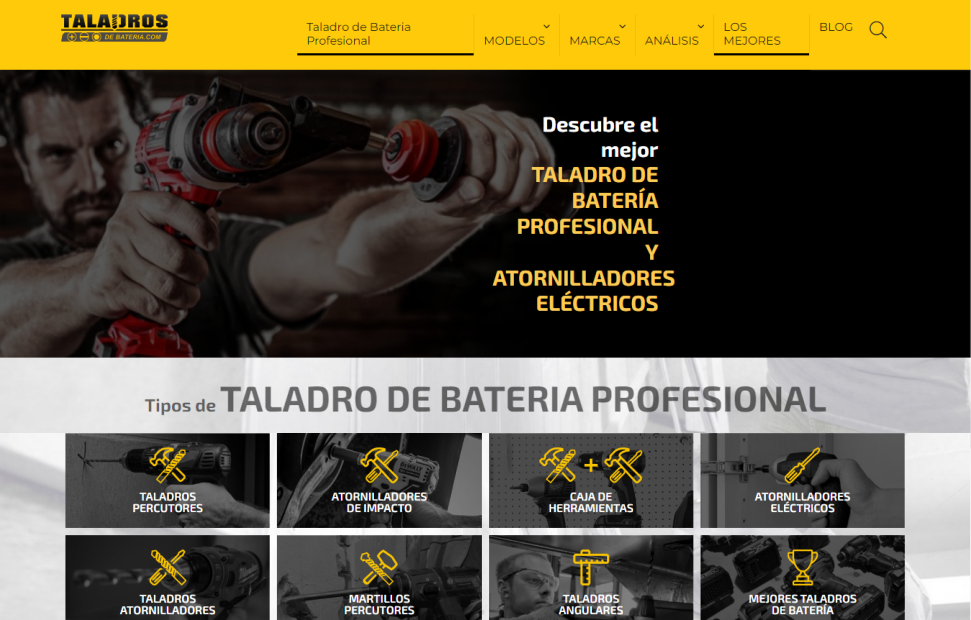 TALADROS
DE BATERIA.COM
Taladro de Bateria
Profesional
MODELOS
MARCAS
ANÁLISIS
LOS
MEJORES
BLOG
Descubre el
mejor
TALADRO DE
BATERÍA
PROFESIONAL
Y
ATORNILLADORES
ELÉCTRICOS
Tipos de TALADRO DE BATERIA PROFESIONAL
TALADROS
PERCUTORES
ATORNILLADORES
DE IMPACTO
CAJA DE
HERRAMIENTAS
ATORNILLADORES
ELÉCTRICOS
TALADROS
ATORNILLADORES
MARTILLOS
PERCUTORES
TALADROS
ANGULARES
MEJORES TALADROS
DE BATERÍA